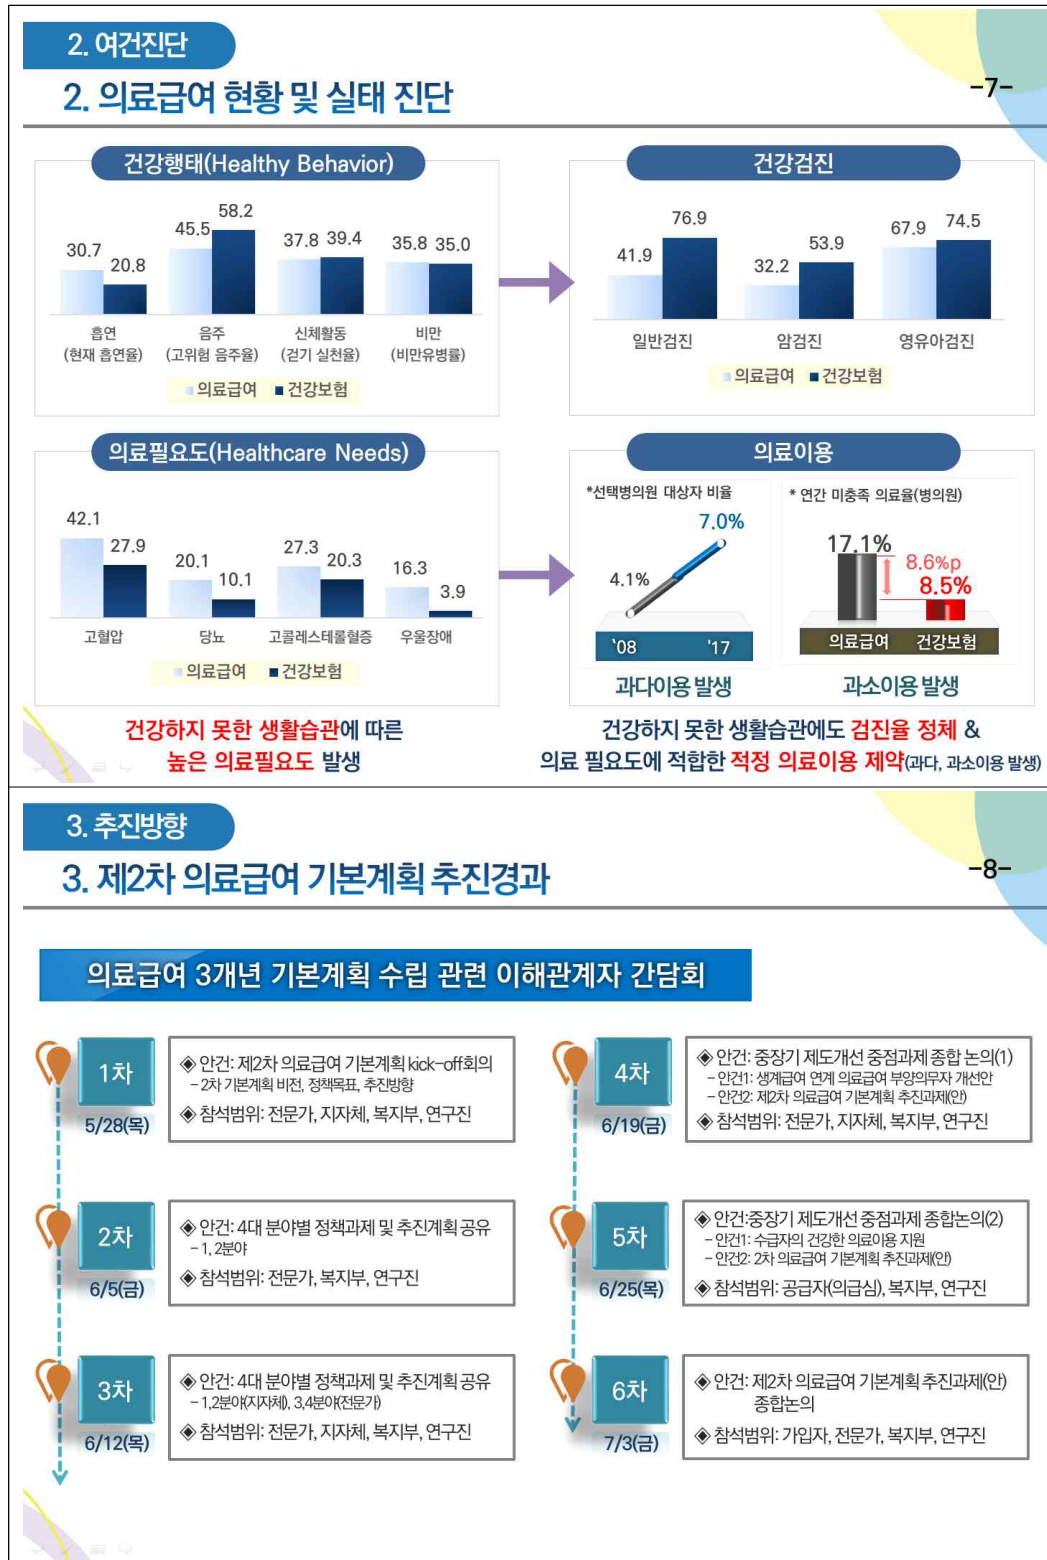 2. 여건진단
2. 의료급여 현황 및 실태 진단
-7-
건강행태(Healthy Behavior)
30.7 20.8 45.5 58.2 37.8 39.4 35.8 35.0
흡연 음주 신체활동 비만
(현재 흡연율) (고위험 음주율) (걷기 실천율) (비만유병률)
의료급여 ■건강보험
건강검진
41.9 76.9 32.2 53.9 67.9 74.5
일반검진 암검진 영유아검진
의료급여 ■건강보험
의료필요도(Healthcare Needs)
42.1 27.9 20.1 10.1 27.3 20.3 16.3 3.9
고혈압 당뇨 고콜레스테롤혈증 우울장애
의료급여 ■건강보험
의료이용
*선택병의원 대상자 비율
7.0%
4.1%
'08 '17
과다이용 발생
* 연간 미충족 의료율(병의원)
17.1%
8.6%p
8.5%
의료급여 건강보험
과소이용 발생
건강하지 못한 생활습관에 따른
높은 의료필요도 발생
건강하지 못한 생활습관에도 검진율 정체 &
의료 필요도에 적합한 적정 의료이용 제약(과다, 과소이용 발생)
3. 추진방향
3. 제2차 의료급여 기본계획 추진경과
-8-
의료급여 3개년 기본계획 수립 관련 이해관계자 간담회
1차
5/28(목)
◈ 안건: 제2차 의료급여 기본계획 kick-off회의
- 2차 기본계획 비전, 정책목표, 추진방향
◈ 참석범위: 전문가, 지자체, 복지부, 연구진
2차
6/5(금)
◈ 안건: 4대 분야별 정책과제 및 추진계획 공유
- 1, 2분야
◈ 참석범위: 전문가, 복지부, 연구진
3차
6/12(목)
◈ 안건: 4대 분야별 정책과제 및 추진계획 공유
- 1,2분야(지자체), 3,4분야(전문가)
◈ 참석범위: 전문가, 지자체, 복지부, 연구진
4차
6/19(금)
◈ 안건: 중장기 제도개선 중점과제 종합 논의(1)
- 안건1: 생계급여 연계 의료급여 부양의무자 개선안
- 안건2: 제2차 의료급여 기본계획 추진과제(안)
◈ 참석범위: 전문가, 지자체, 복지부, 연구진
5차
6/25(목)
◈ 안건:중장기 제도개선 중점과제 종합논의(2)
- 안건1: 수급자의 건강한 의료이용 지원
- 안건2: 2차 의료급여 기본계획 추진과제(안)
◈ 참석범위: 공급자(의급심), 복지부, 연구진
6차
7/3(금)
◈ 안건: 제2차 의료급여 기본계획 추진과제(안)
종합논의
◈ 참석범위: 가입자, 전문가, 복지부, 연구진